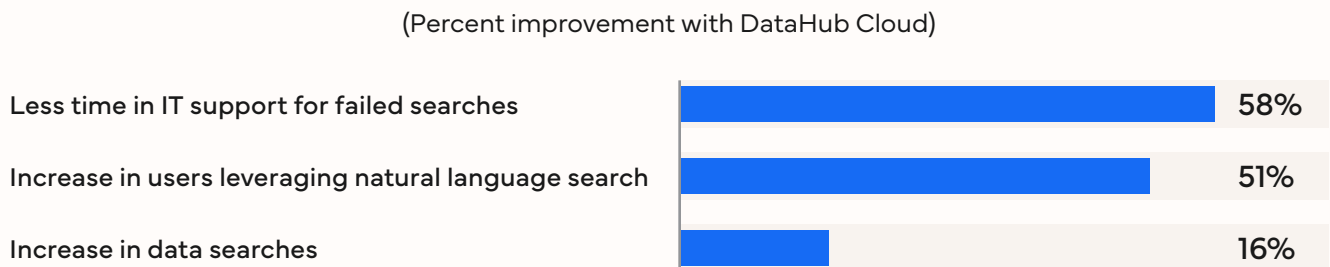 (Percent improvement with DataHub Cloud)
Less time in IT support for failed searches 58%
Increase in users leveraging natural language search 51%
Increase in data searches 16%